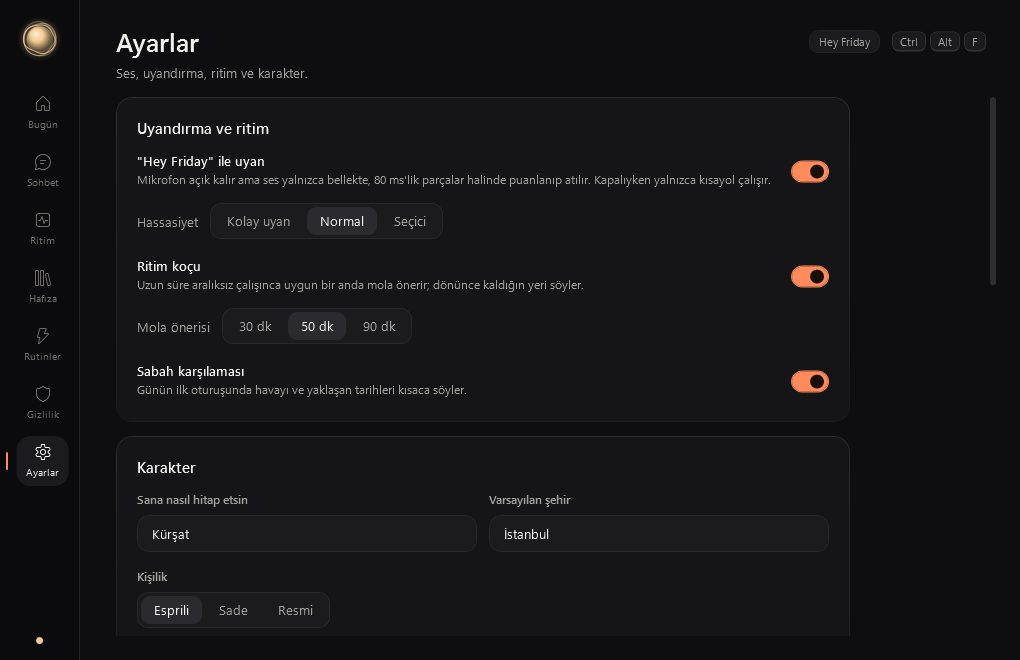 Ayarlar
Hey Friday Ctrl Alt F
Ses, uyandırma, ritim ve karakter.
Bugün
Sohbet
Ritim
Hafıza
Rutinler
Gizlilik
Ayarlar
Uyandırma ve ritim
"Hey Friday" ile uyan
Mikrofon açık kalır ama ses yalnızca bellekte, 80 ms'lik parçalar halinde puanlanıp atılır. Kapalıyken yalnızca kısayol çalışır.
Hassasiyet Kolay uyan Normal Seçici
Ritim koçu
Uzun süre aralıksız çalışınca uygun bir anda mola önerir; dönünce kaldığın yeri söyler.
Mola önerisi 30 dk 50 dk 90 dk
Sabah karşılaması
Günün ilk oturuşunda havayı ve yaklaşan tarihleri kısaca söyler.
Karakter
Sana nasıl hitap etsin Varsayılan şehir
Kürşat İstanbul
Kişilik
Esprili Sade Resmi